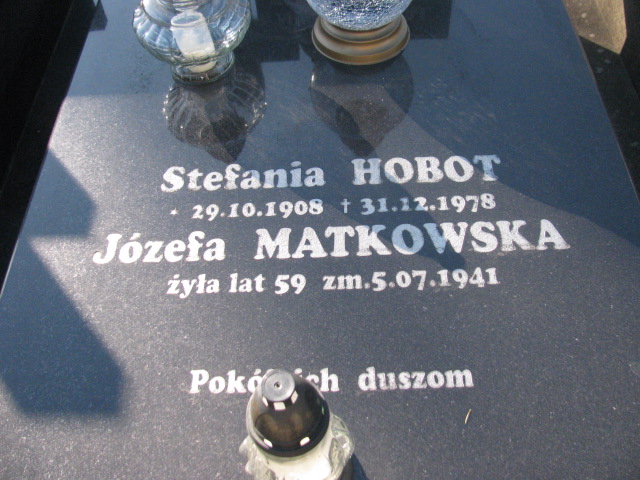 Stefania HOBOT
* 29.10.1908 † 31.12.1978
Józefa MATKOWSKA
żyła lat 59 zm.5.07.1941
duszom